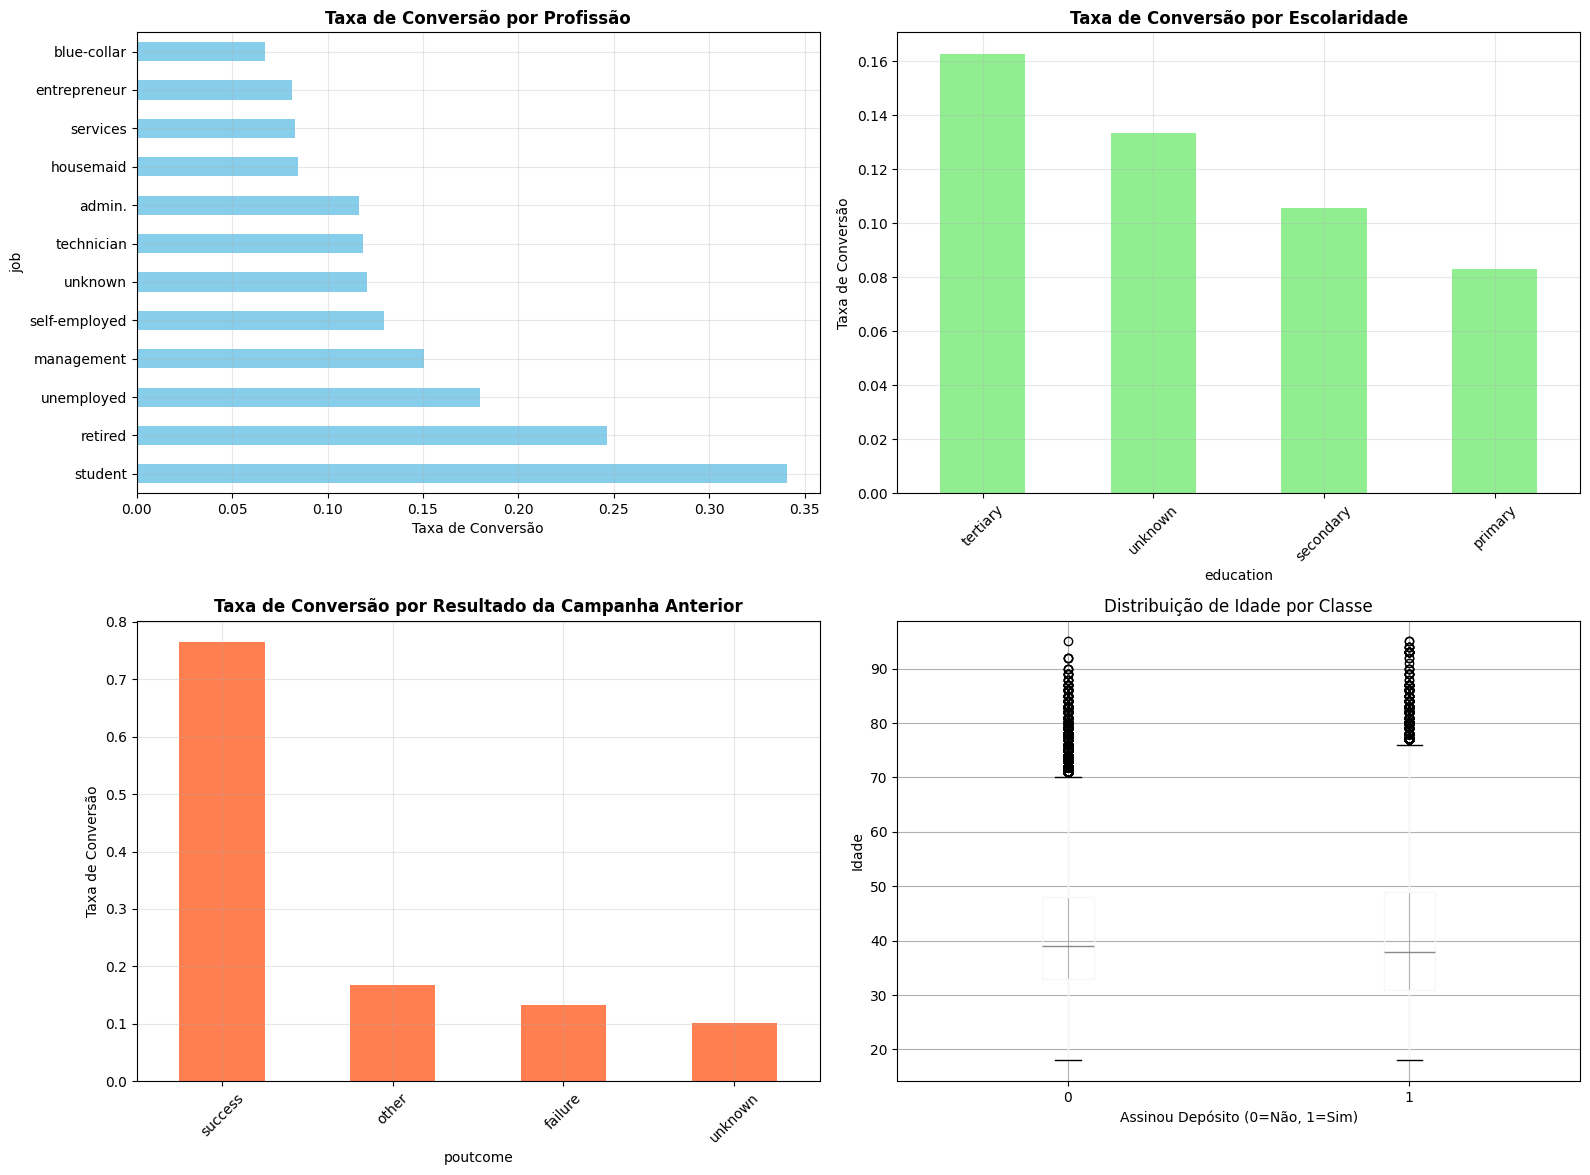 Taxa de Conversão por Profissão
blue-collar
entrepreneur
services
housemaid
admin.
technician
unknown
self-employed
management
unemployed
retired
student
job
0.00 0.05 0.10 0.15 0.20 0.25 0.30 0.35
Taxa de Conversão
Taxa de Conversão por Escolaridade
0.16
0.14
0.12
0.10
0.08
0.06
0.04
0.02
0.00
Taxa de Conversão
tertiary unknown secondary primary
education
Taxa de Conversão por Resultado da Campanha Anterior
0.8
0.7
0.6
0.5
0.4
0.3
0.2
0.1
0.0
Taxa de Conversão
success other failure unknown
poutcome
Distribuição de Idade por Classe
90
80
70
60
50
40
30
20
Idade
0 1
Assinou Depósito (0=Não, 1=Sim)